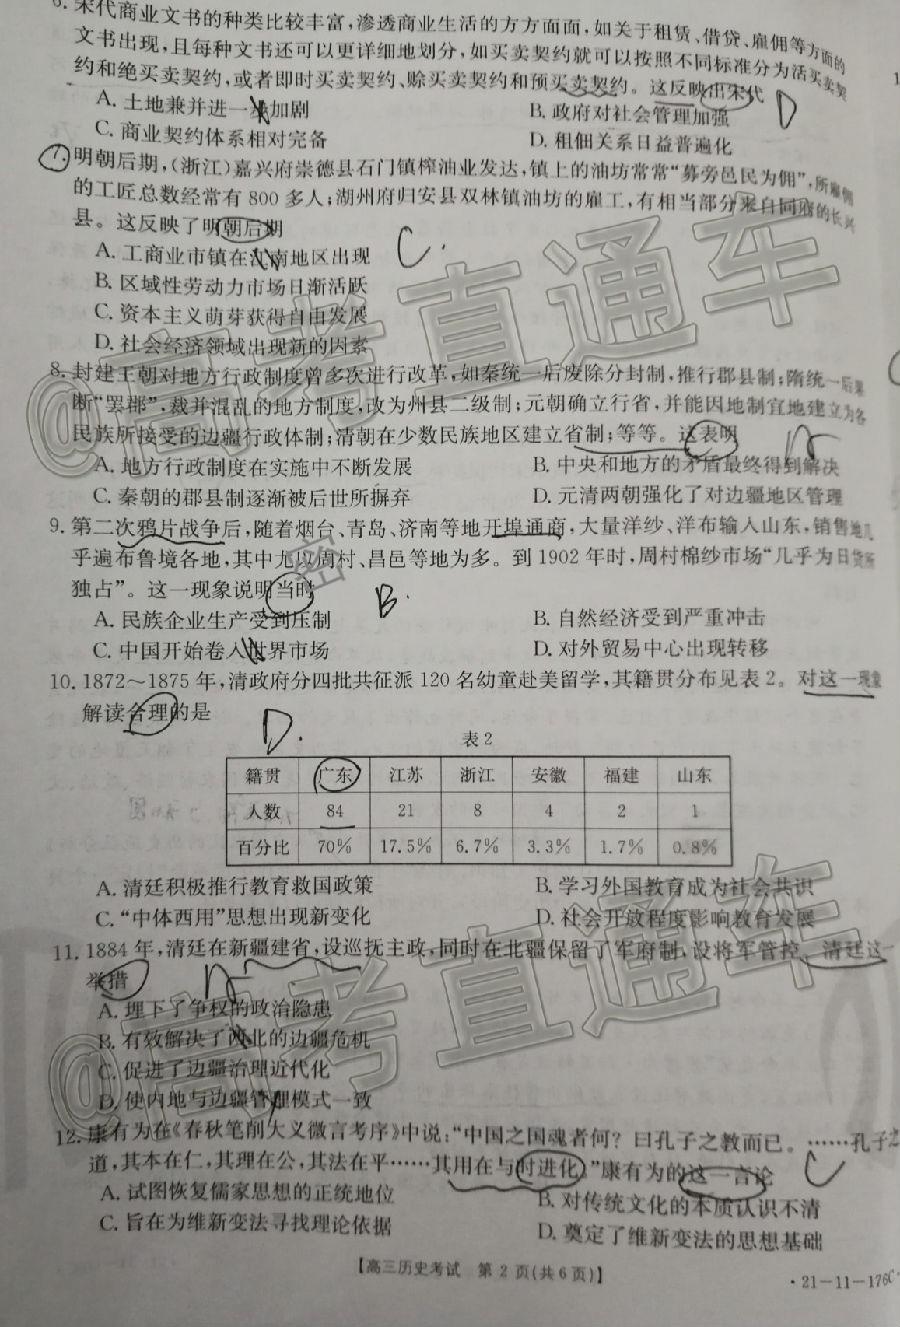 6. 宋代商业文书的种类比较丰富，渗透商业生活的方方面面，如关于租赁、借贷、雇佣等方面的
文书出现，且每种文书还可以更详细地划分，如买卖契约就可以按照不同标准分为活买卖契
约和绝买卖契约，或者即时买卖契约、赊买卖契约和预买卖契约。这反映出宋代
D
A. 土地兼并进一步加剧
B. 政府对社会管理加强
C. 商业契约体系相对完备
D. 租佃关系日益普遍化
7. 明朝后期，（浙江）嘉兴府崇德县石门镇榨油业发达，镇上的油坊常常“募旁邑民为佣”，所雇佣
的工匠总数经常有 800 多人；湖州府归安县双林镇油坊的雇工，有相当部分来自同府的长兴
县。这反映了明朝后期
C.
A. 工商业市镇在江南地区出现
B. 区域性劳动力市场日渐活跃
C. 资本主义萌芽获得自由发展
D. 社会经济领域出现新的因素
8. 封建王朝对地方行政制度曾多次进行改革，如秦统一后废除分封制，推行郡县制；隋统一后果
断“罢郡”，裁并混乱的地方制度，改为州县二级制；元朝确立行省，并能因地制宜地建立为各
民族所接受的边疆行政体制；清朝在少数民族地区建立省制；等等。这表明
A. 地方行政制度在实施中不断发展
B. 中央和地方的矛盾最终得到解决
C. 秦朝的郡县制逐渐被后世所摒弃
D. 元清两朝强化了对边疆地区管理
9. 第二次鸦片战争后，随着烟台、青岛、济南等地开埠通商，大量洋纱、洋布输入山东，销售地几
乎遍布鲁境各地，其中尤以周村、昌邑等地为多。到 1902 年时，周村棉纱市场“几乎为日货所
独占”。这一现象说明当时
B.
A. 民族企业生产受到压制
B. 自然经济受到严重冲击
C. 中国开始卷入世界市场
D. 对外贸易中心出现转移
10. 1872～1875 年，清政府分四批共征派 120 名幼童赴美留学，其籍贯分布见表 2。对这一现象
解读合理的是
D.
表 2
籍贯 广东 江苏 浙江 安徽 福建 山东
人数 84 21 8 4 2 1
百分比 70% 17.5% 6.7% 3.3% 1.7% 0.8%
A. 清廷积极推行教育救国政策
B. 学习外国教育成为社会共识
C. “中体西用”思想出现新变化
D. 社会开放程度影响教育发展
11. 1884 年，清廷在新疆建省，设巡抚主政，同时在北疆保留了军府制，设将军管控。清廷这一
举措
A. 埋下了争权的政治隐患
B. 有效解决了西北的边疆危机
C. 促进了边疆治理近代化
D. 使内地与边疆管理模式一致
12. 康有为在《春秋笔削大义微言考序》中说：“中国之国魂者何？曰孔子之教而已。……孔子之
道，其本在仁，其理在公，其法在平……其用在与时进化。”康有为的这一言论
C
A. 试图恢复儒家思想的正统地位
B. 对传统文化的本质认识不清
C. 旨在为维新变法寻找理论依据
D. 奠定了维新变法的思想基础
【高三历史考试 第 2 页（共 6 页）】
·21-11-176C·
@高考直通车
@高考直通车
密